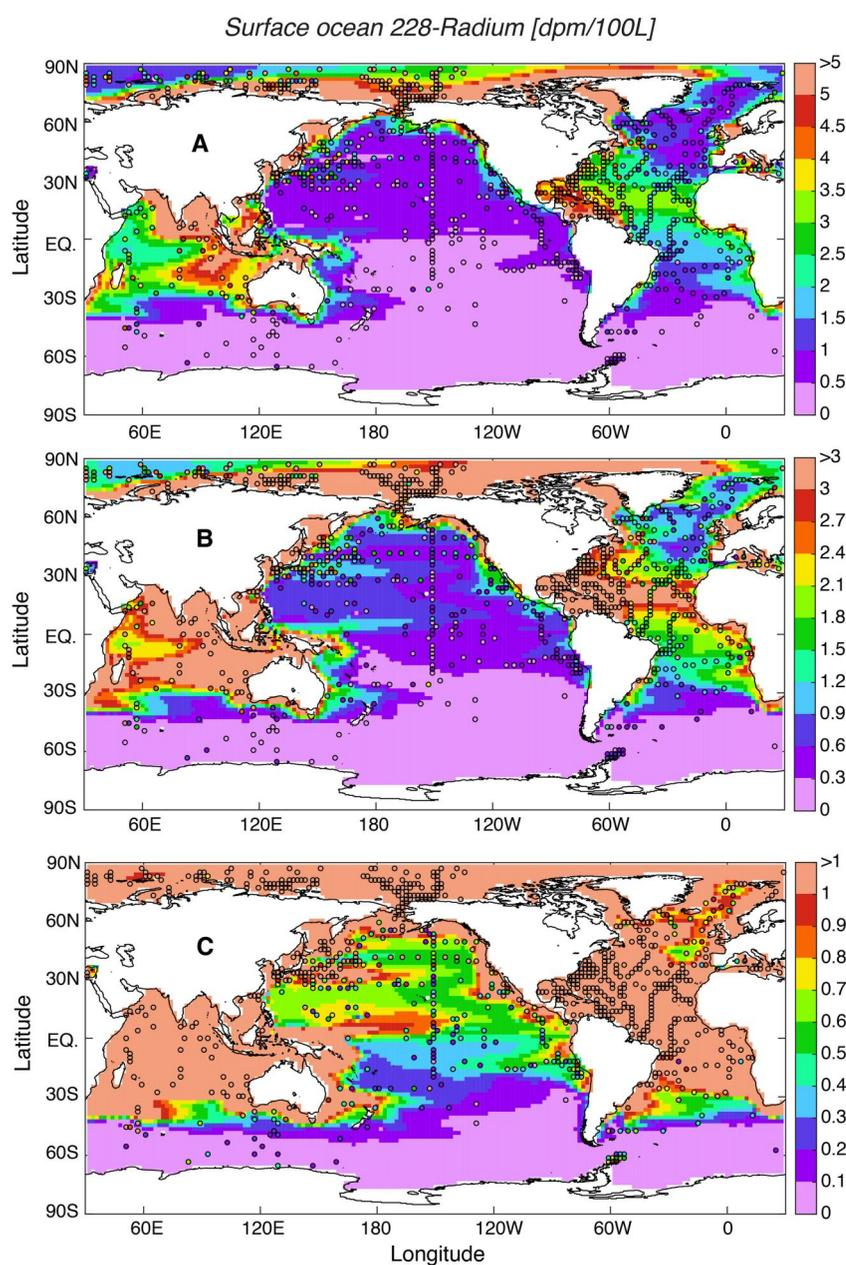 Surface ocean 228-Radium [dpm/100L]
90N
60N
30N
EQ.
30S
60S
90S
Latitude
A
60E 120E 180 120W 60W 0
>5
5
4.5
4
3.5
3
2.5
2
1.5
1
0.5
0
90N
60N
30N
EQ.
30S
60S
90S
Latitude
B
60E 120E 180 120W 60W 0
>3
3
2.7
2.4
2.1
1.8
1.5
1.2
0.9
0.6
0.3
0
90N
60N
30N
EQ.
30S
60S
90S
Latitude
C
60E 120E 180 120W 60W 0
Longitude
>1
1
0.9
0.8
0.7
0.6
0.5
0.4
0.3
0.2
0.1
0